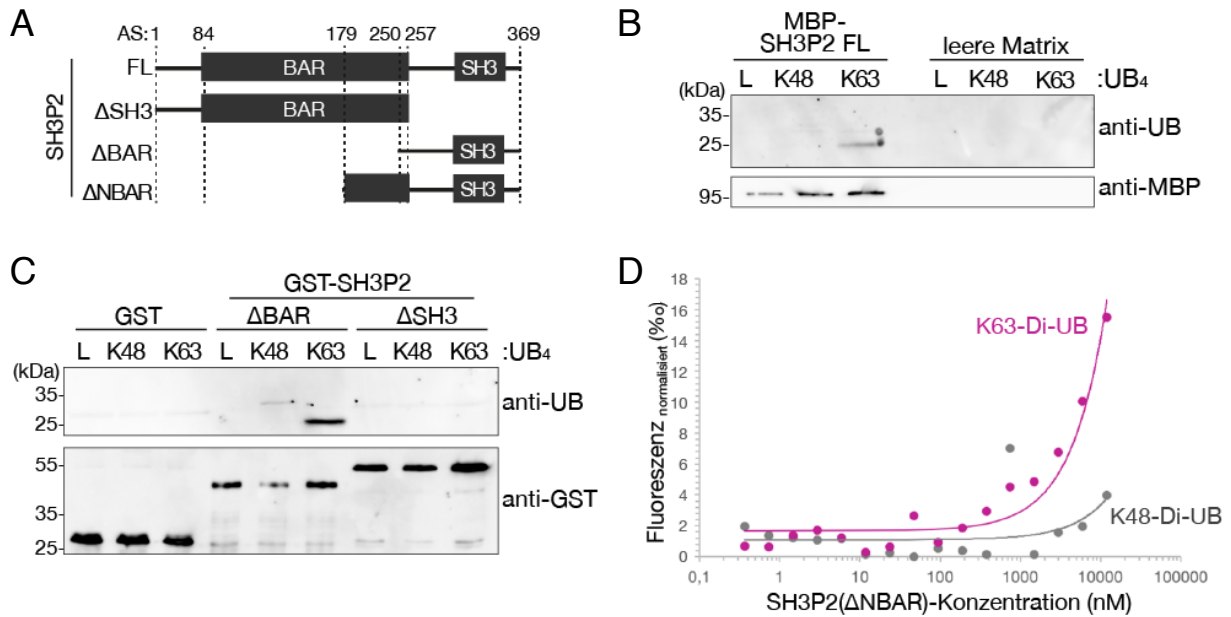 A
AS:1 84 179 250 257 369
SH3P2
FL BAR SH3
ΔSH3 BAR
ΔBAR SH3
ΔNBAR SH3
B
MBP-
SH3P2 FL leere Matrix
L K48 K63 L K48 K63 :UB4
(kDa)
35-
25-
anti-UB
95-
anti-MBP
C
GST-SH3P2
GST ΔBAR ΔSH3
L K48 K63 L K48 K63 L K48 K63 :UB4
(kDa)
35-
25-
anti-UB
55-
35-
25-
anti-GST
D
Fluoreszenz normalisiert (‰)
18
16
14
12
10
8
6
4
2
0
K63-Di-UB
K48-Di-UB
0,1 1 10 100 1000 10000 100000
SH3P2(ΔNBAR)-Konzentration (nM)